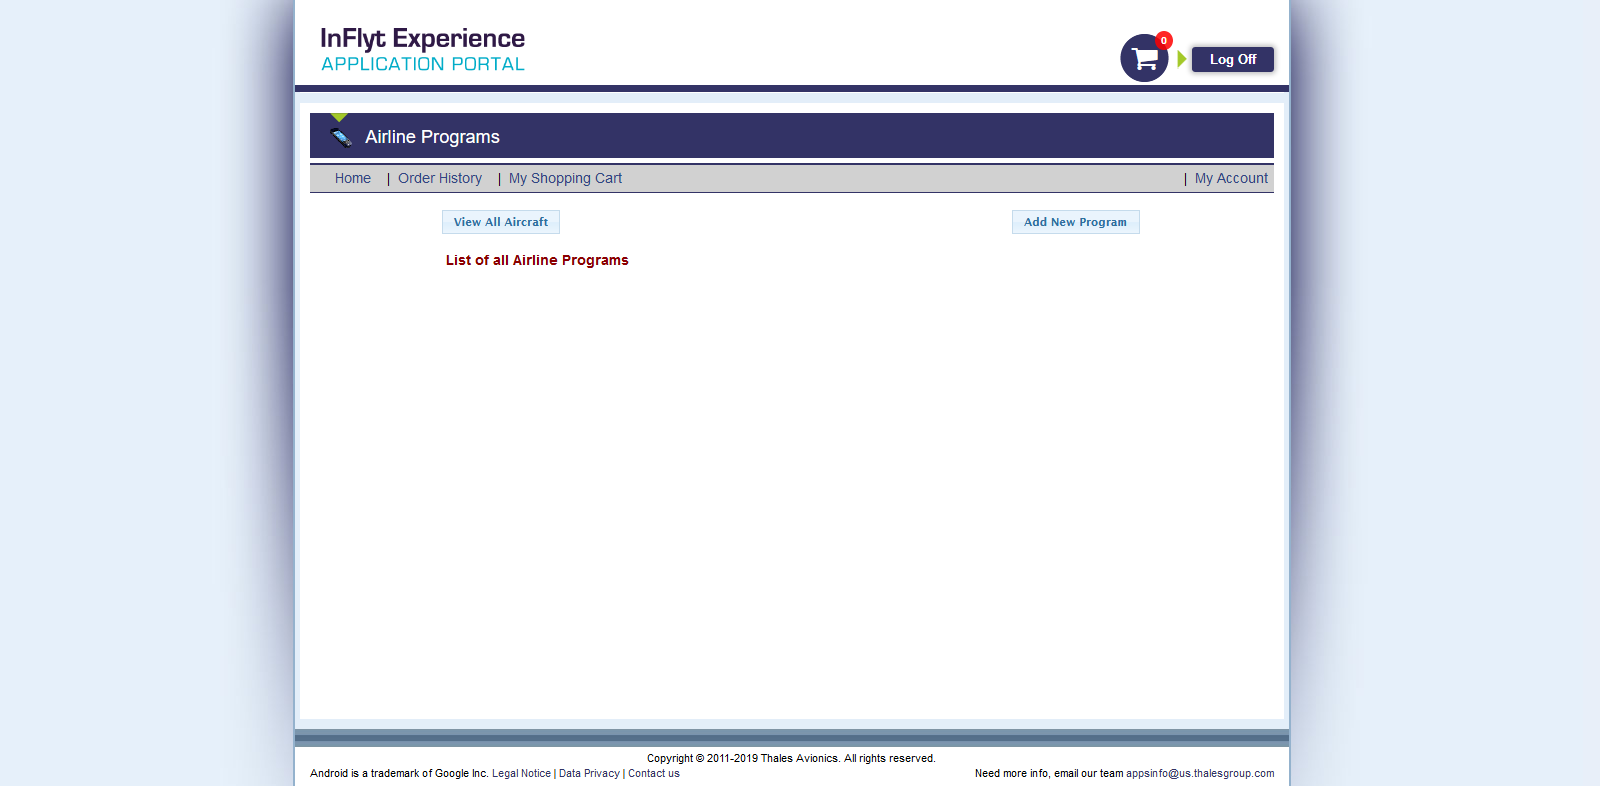 InFlyt Experience
APPLICATION PORTAL
0
Log Off
Airline Programs
Home | Order History | My Shopping Cart | My Account
View All Aircraft Add New Program
List of all Airline Programs
Copyright © 2011-2019 Thales Avionics. All rights reserved.
Android is a trademark of Google Inc. Legal Notice | Data Privacy | Contact us Need more info, email our team appsinfo@us.thalesgroup.com